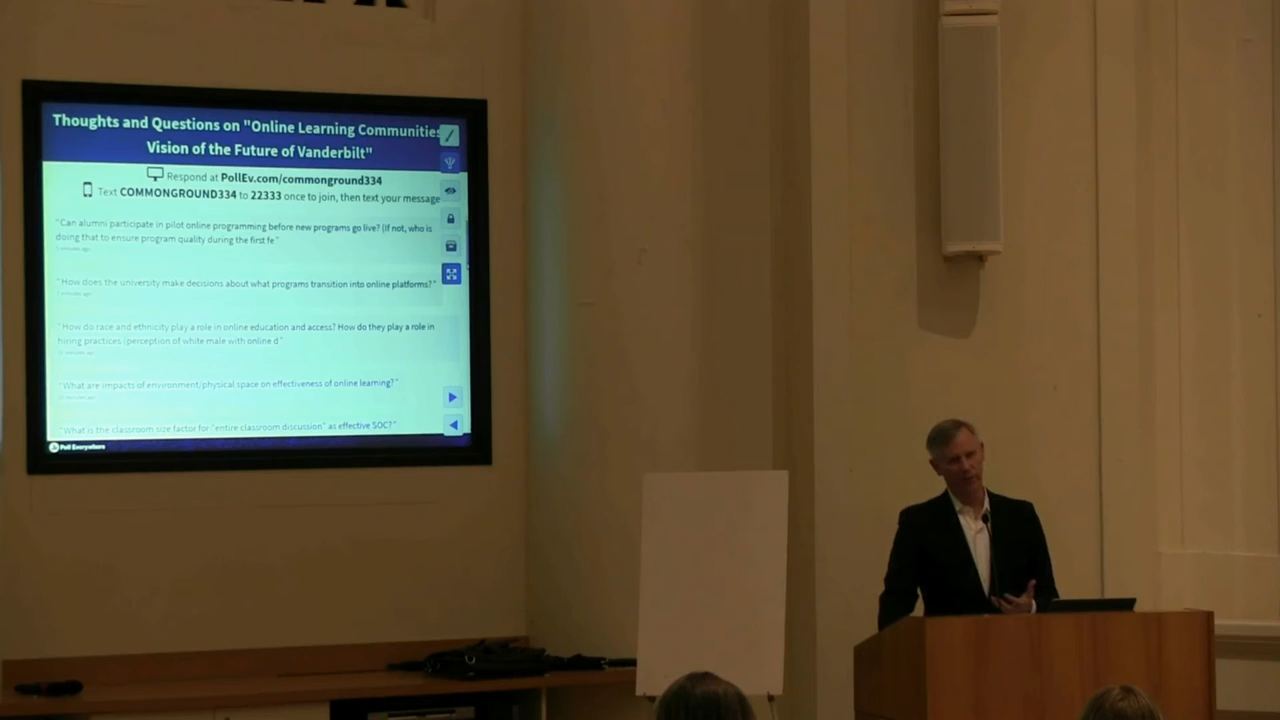 Thoughts and Questions on "Online Learning Communities
Vision of the Future of Vanderbilt"
Respond at PollEv.com/commonground334
Text COMMONGROUND334 to 22333 once to join, then text your message
"Can alumni participate in pilot online programming before new programs go live? (If not, who is
doing that to ensure program quality during the first fe"
"How does the university make decisions about what programs transition into online platforms?"
"How do race and ethnicity play a role in online education and access? How do they play a role in
hiring practices (perception of white male with online d"
"What are impacts of environment/physical space on effectiveness of online learning?"
"What is the classroom size factor for "entire classroom discussion" as effective SOC?"
Poll Everywhere